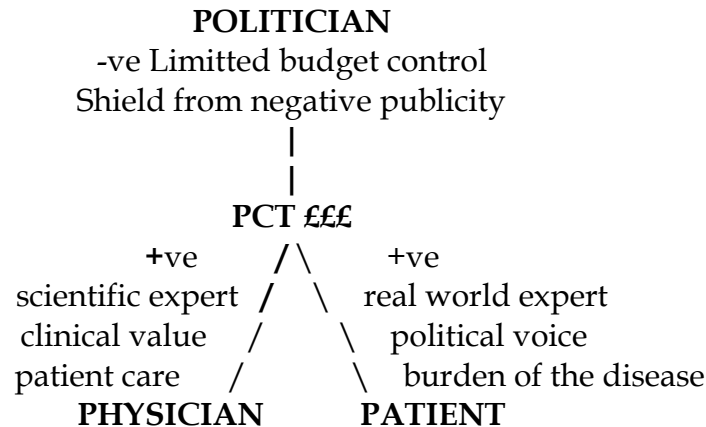 POLITICIAN
-ve Limitted budget control
Shield from negative publicity
|
|
PCT £££
+ve / \ +ve
scientific expert / \ real world expert
clinical value / \ political voice
patient care / \ burden of the disease
PHYSICIAN PATIENT